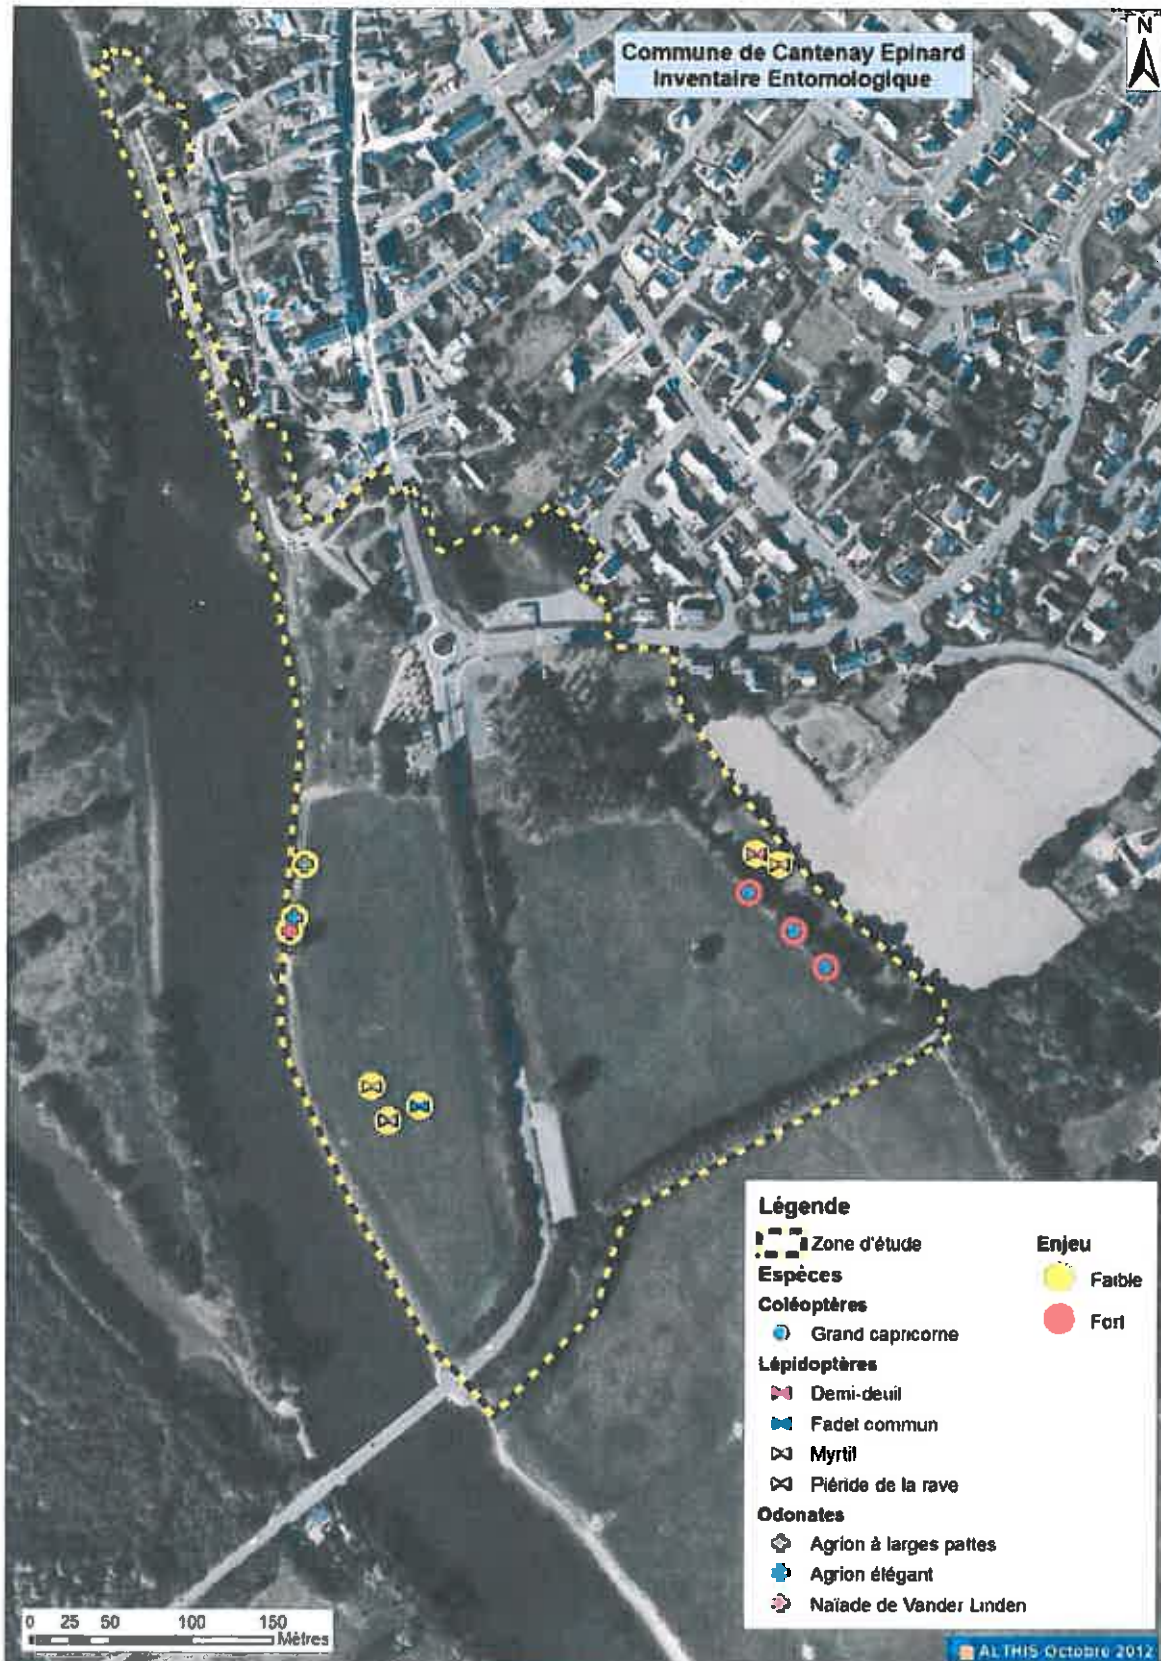 Commune de Cantenay Epinard
Inventaire Entomologique
N
Légende
Zone d'étude
Espèces
Coléoptères
Grand capricorne
Lépidoptères
Demi-deuil
Fadet commun
Myrtil
Piéride de la rave
Odonates
Agrion à larges pattes
Agrion élégant
Naïade de Vander Linden
Enjeu
Faible
Fort
0 25 50 100 150
Mètres
ALTHIS Octobre 2012